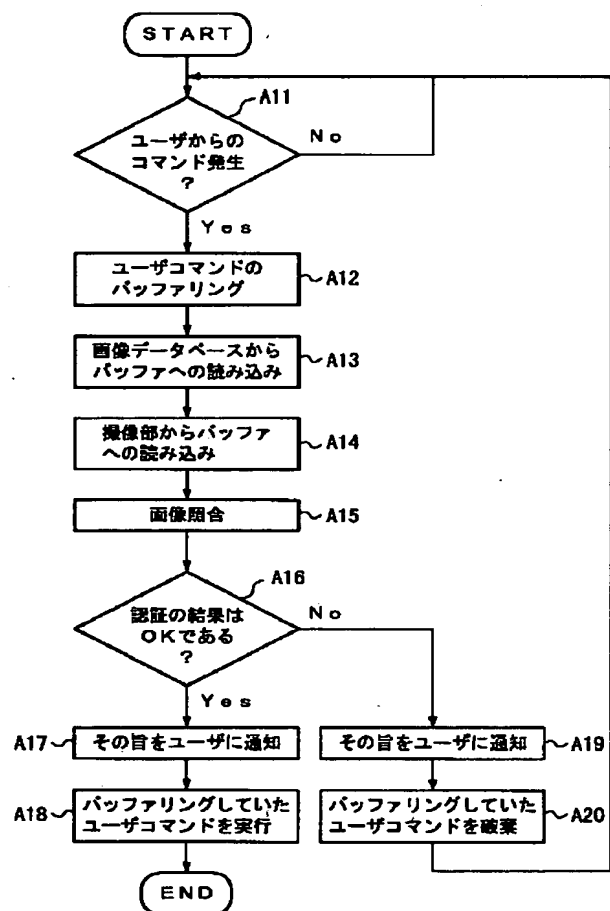 START
A11
ユーザからの
コマンド発生
?
No
Yes
ユーザコマンドの
バッファリング
A12
画像データベースから
バッファへの読み込み
A13
撮像部からバッファ
への読み込み
A14
画像照合
A15
A16
認証の結果は
OKである
?
No
Yes
A17
その旨をユーザに通知
その旨をユーザに通知
A19
A18
バッファリングしていた
ユーザコマンドを実行
バッファリングしていた
ユーザコマンドを破棄
A20
END